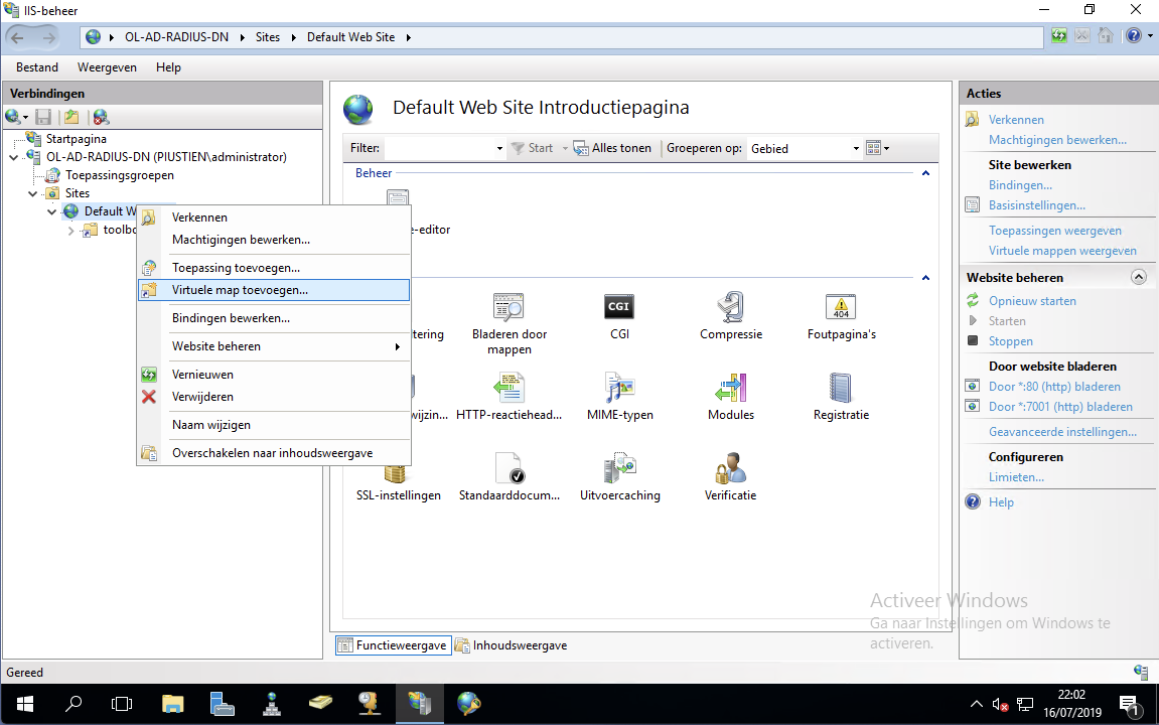 IIS-beheer
OL-AD-RADIUS-DN Sites Default Web Site
Bestand Weergeven Help
Verbindingen
Startpagina
OL-AD-RADIUS-DN (PIUSTIEN\administrator)
Toepassingsgroepen
Sites
Default W
toolbo
Verkennen
Machtigingen bewerken...
Toepassing toevoegen...
Virtuele map toevoegen...
Bindingen bewerken...
Website beheren
Vernieuwen
Verwijderen
Naam wijzigen
Overschakelen naar inhoudsweergave
Default Web Site Introductiepagina
Filter: Start Alles tonen Groeperen op: Gebied
Beheer
e-editor
tering
Bladeren door
mappen
CGI
CGI
Compressie
404
Foutpagina's
wijzin...
HTTP-reactiehead...
MIME-typen
Modules
Registratie
SSL-instellingen
Standaarddocum...
Uitvoercaching
Verificatie
Functieweergave Inhoudsweergave
Acties
Verkennen
Machtigingen bewerken...
Site bewerken
Bindingen...
Basisinstellingen...
Toepassingen weergeven
Virtuele mappen weergeven
Website beheren
Opnieuw starten
Starten
Stoppen
Door website bladeren
Door *:80 (http) bladeren
Door *:7001 (http) bladeren
Geavanceerde instellingen...
Configureren
Limieten...
Help
Activeer Windows
Ga naar Instellingen om Windows te
activeren.
Gereed
22:02
16/07/2019
1